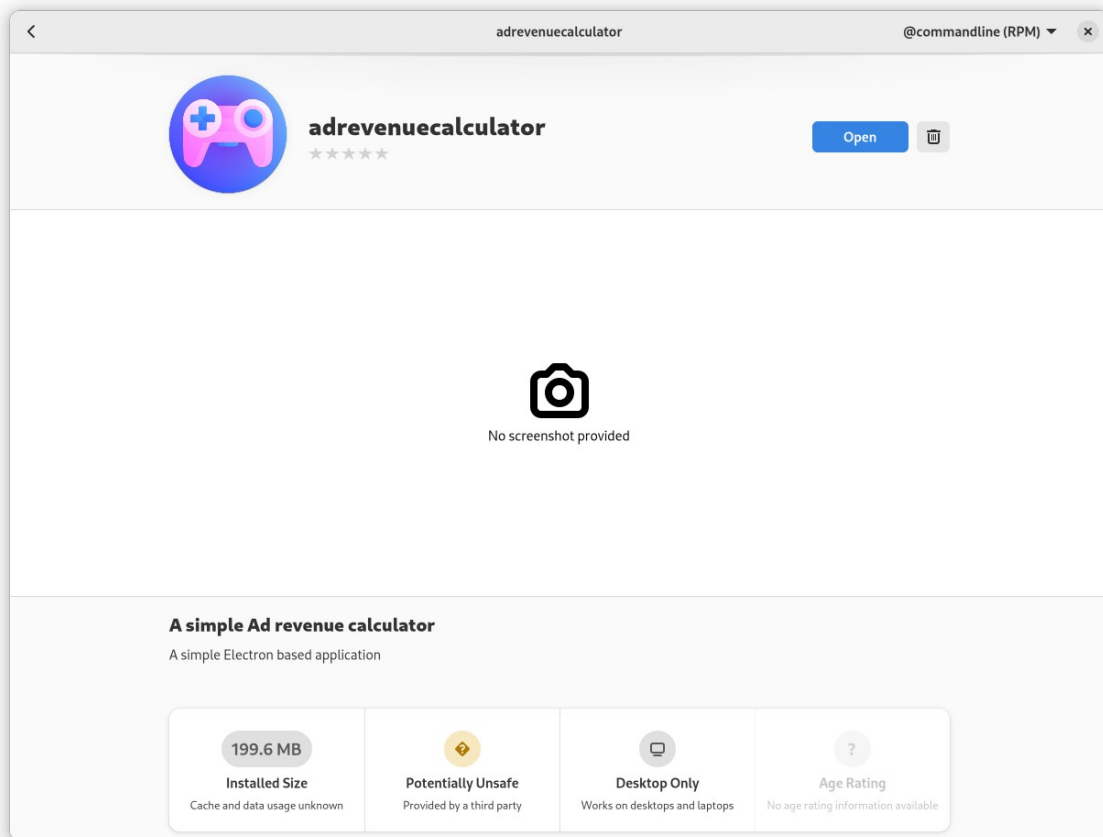 adrevenuecalculator
@commandline (RPM)
adrevenuecalculator
Open
No screenshot provided
A simple Ad revenue calculator
A simple Electron based application
199.6 MB
Installed Size
Cache and data usage unknown
?
Potentially Unsafe
Provided by a third party
Desktop Only
Works on desktops and laptops
?
Age Rating
No age rating information available